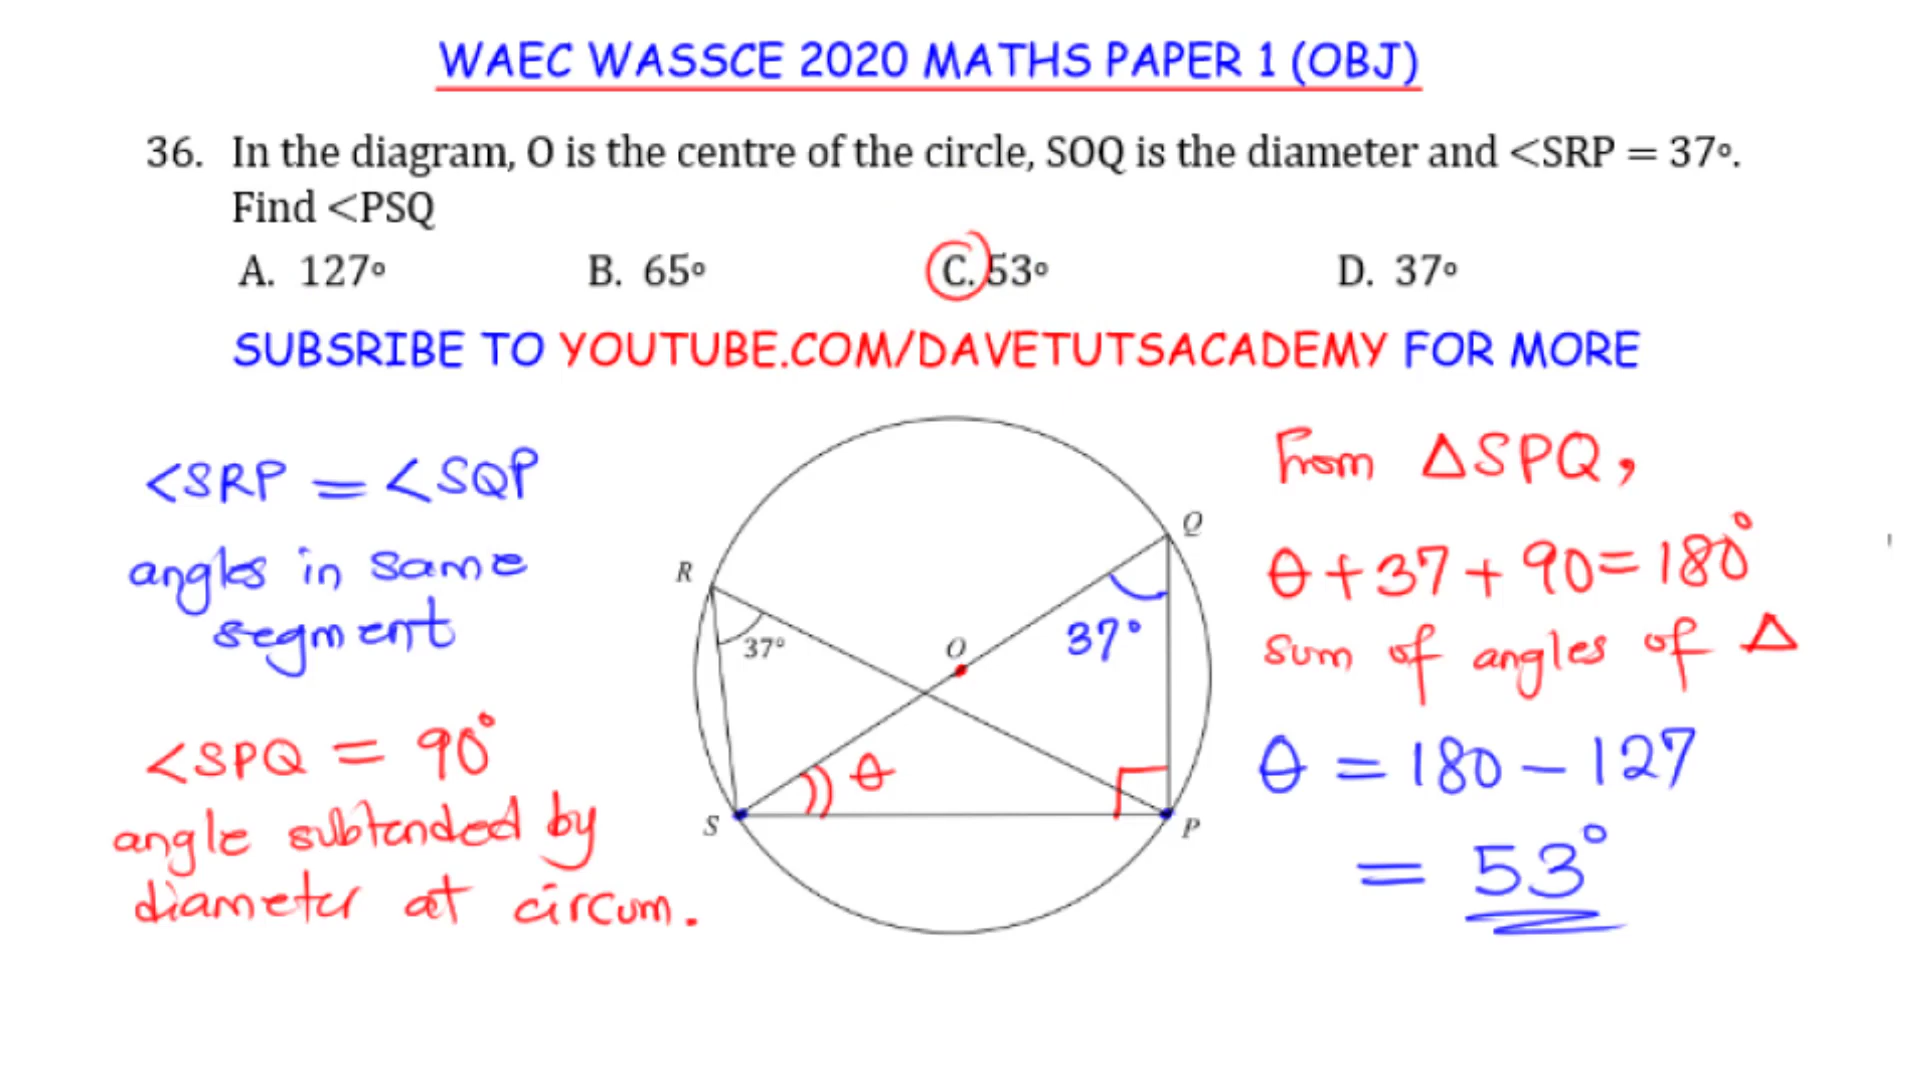 WAEC WASSCE 2020 MATHS PAPER 1 (OBJ)
36. In the diagram, O is the centre of the circle, SOQ is the diameter and <SRP = 37°.
Find <PSQ
A. 127° B. 65° C. 53° D. 37°
SUBSRIBE TO YOUTUBE.COM/DAVETUTSACADEMY FOR MORE
<SRP = <SQP
angles in same
segment
<SPQ = 90°
angle subtended by
diameter at circum.
R
37°
Q
O
37°
θ
S
P
From ΔSPQ,
θ + 37 + 90 = 180°
sum of angles of Δ
θ = 180 - 127
= 53°